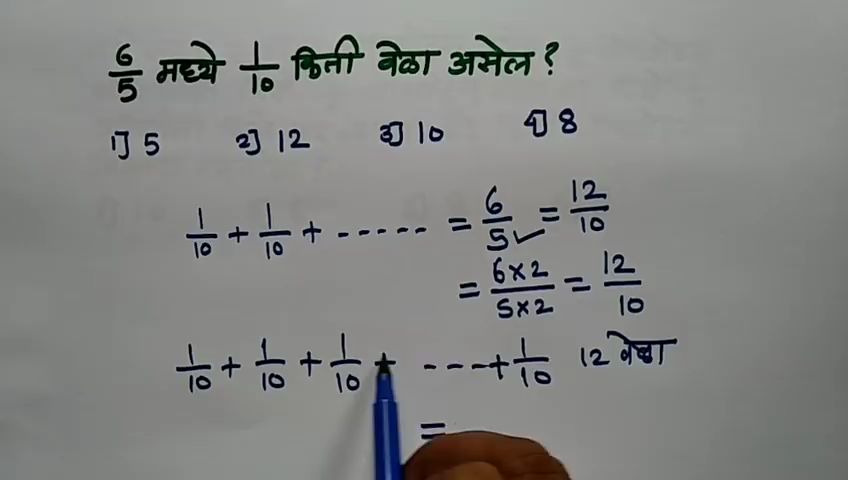 6/5 मध्ये 1/10 किती वेळा असेल ?
1] 5 2] 12 3] 10 4] 8
1/10 + 1/10 + ----- = 6/5 ✓ = 12/10
= 6×2/5×2 = 12/10
1/10 + 1/10 + 1/10 + ---- + 1/10 12 वेळा
=